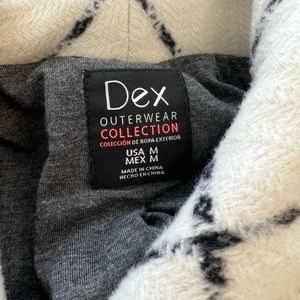 Dex
OUTERWEAR
COLLECTION
COLECCIÓN DE ROPA EXTERIOR
USA M
MEX M
MADE IN CHINA
HECHO EN CHINA